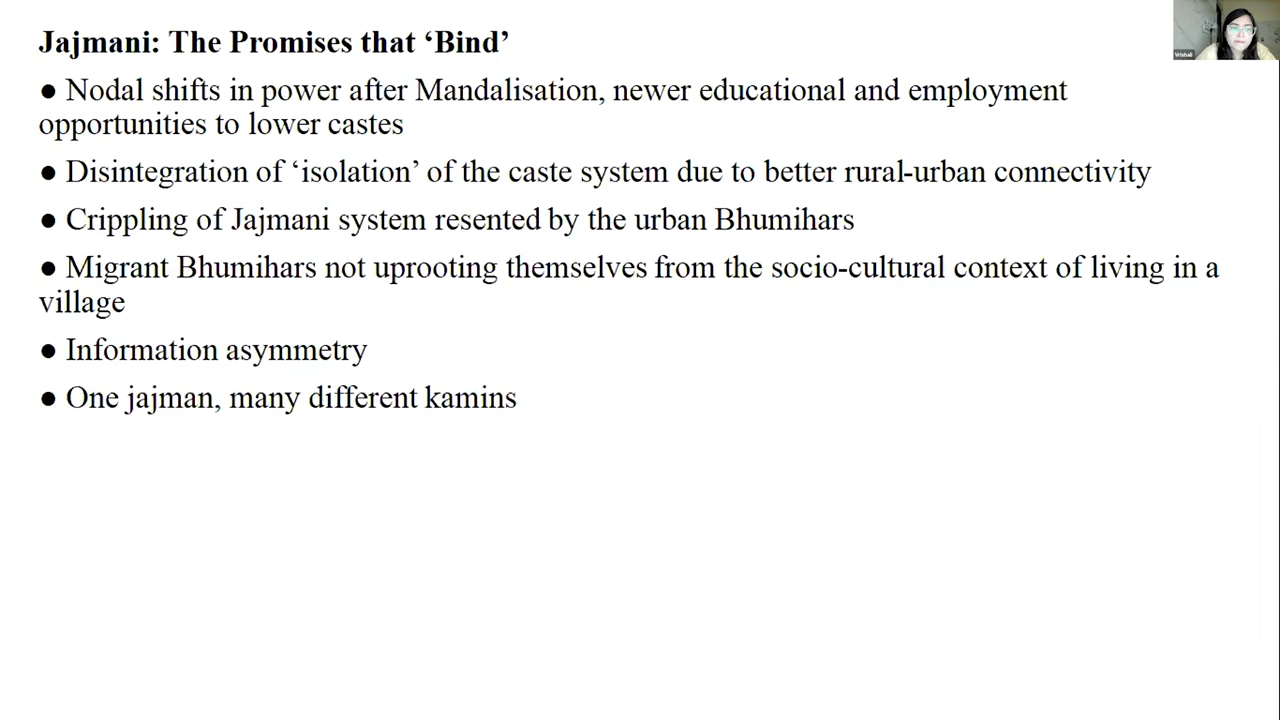 Jajmani: The Promises that ‘Bind’
● Nodal shifts in power after Mandalisation, newer educational and employment
opportunities to lower castes
● Disintegration of ‘isolation’ of the caste system due to better rural-urban connectivity
● Crippling of Jajmani system resented by the urban Bhumihars
● Migrant Bhumihars not uprooting themselves from the socio-cultural context of living in a
village
● Information asymmetry
● One jajman, many different kamins
Vrishali